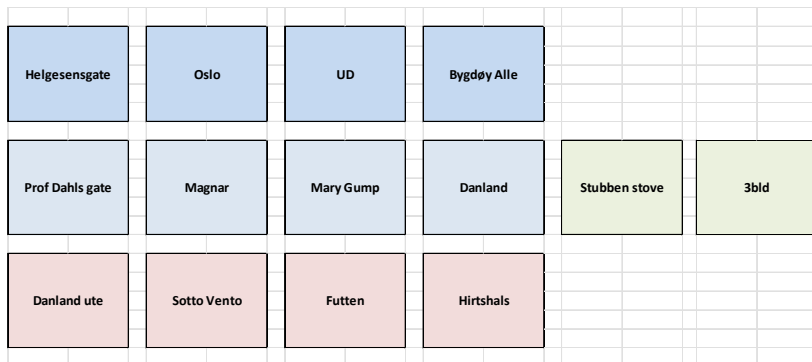 Helgesensgate
Oslo
UD
Bygdøy Alle
Prof Dahls gate
Magnar
Mary Gump
Danland
Stubben stove
3bld
Danland ute
Sotto Vento
Futten
Hirtshals